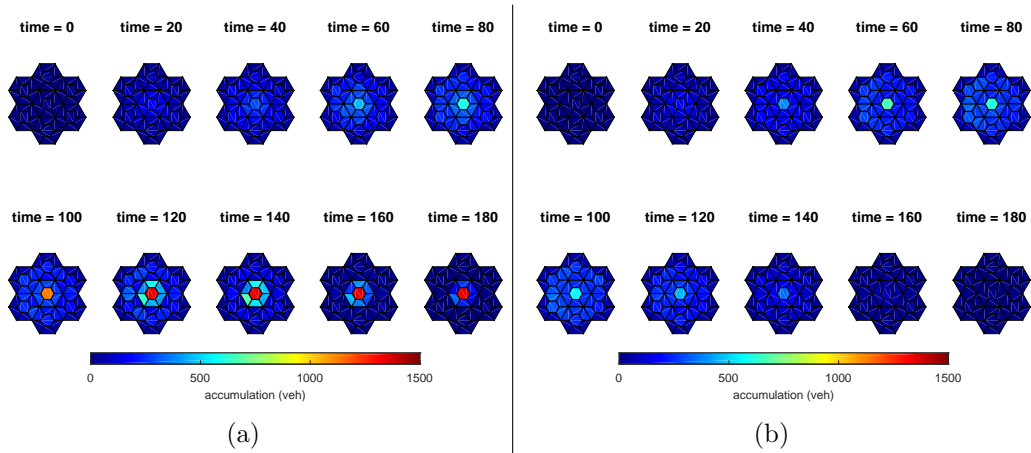 time = 0 time = 20 time = 40 time = 60 time = 80
time = 100 time = 120 time = 140 time = 160 time = 180
0 500 1000 1500
accumulation (veh)
(a)
time = 0 time = 20 time = 40 time = 60 time = 80
time = 100 time = 120 time = 140 time = 160 time = 180
0 500 1000 1500
accumulation (veh)
(b)